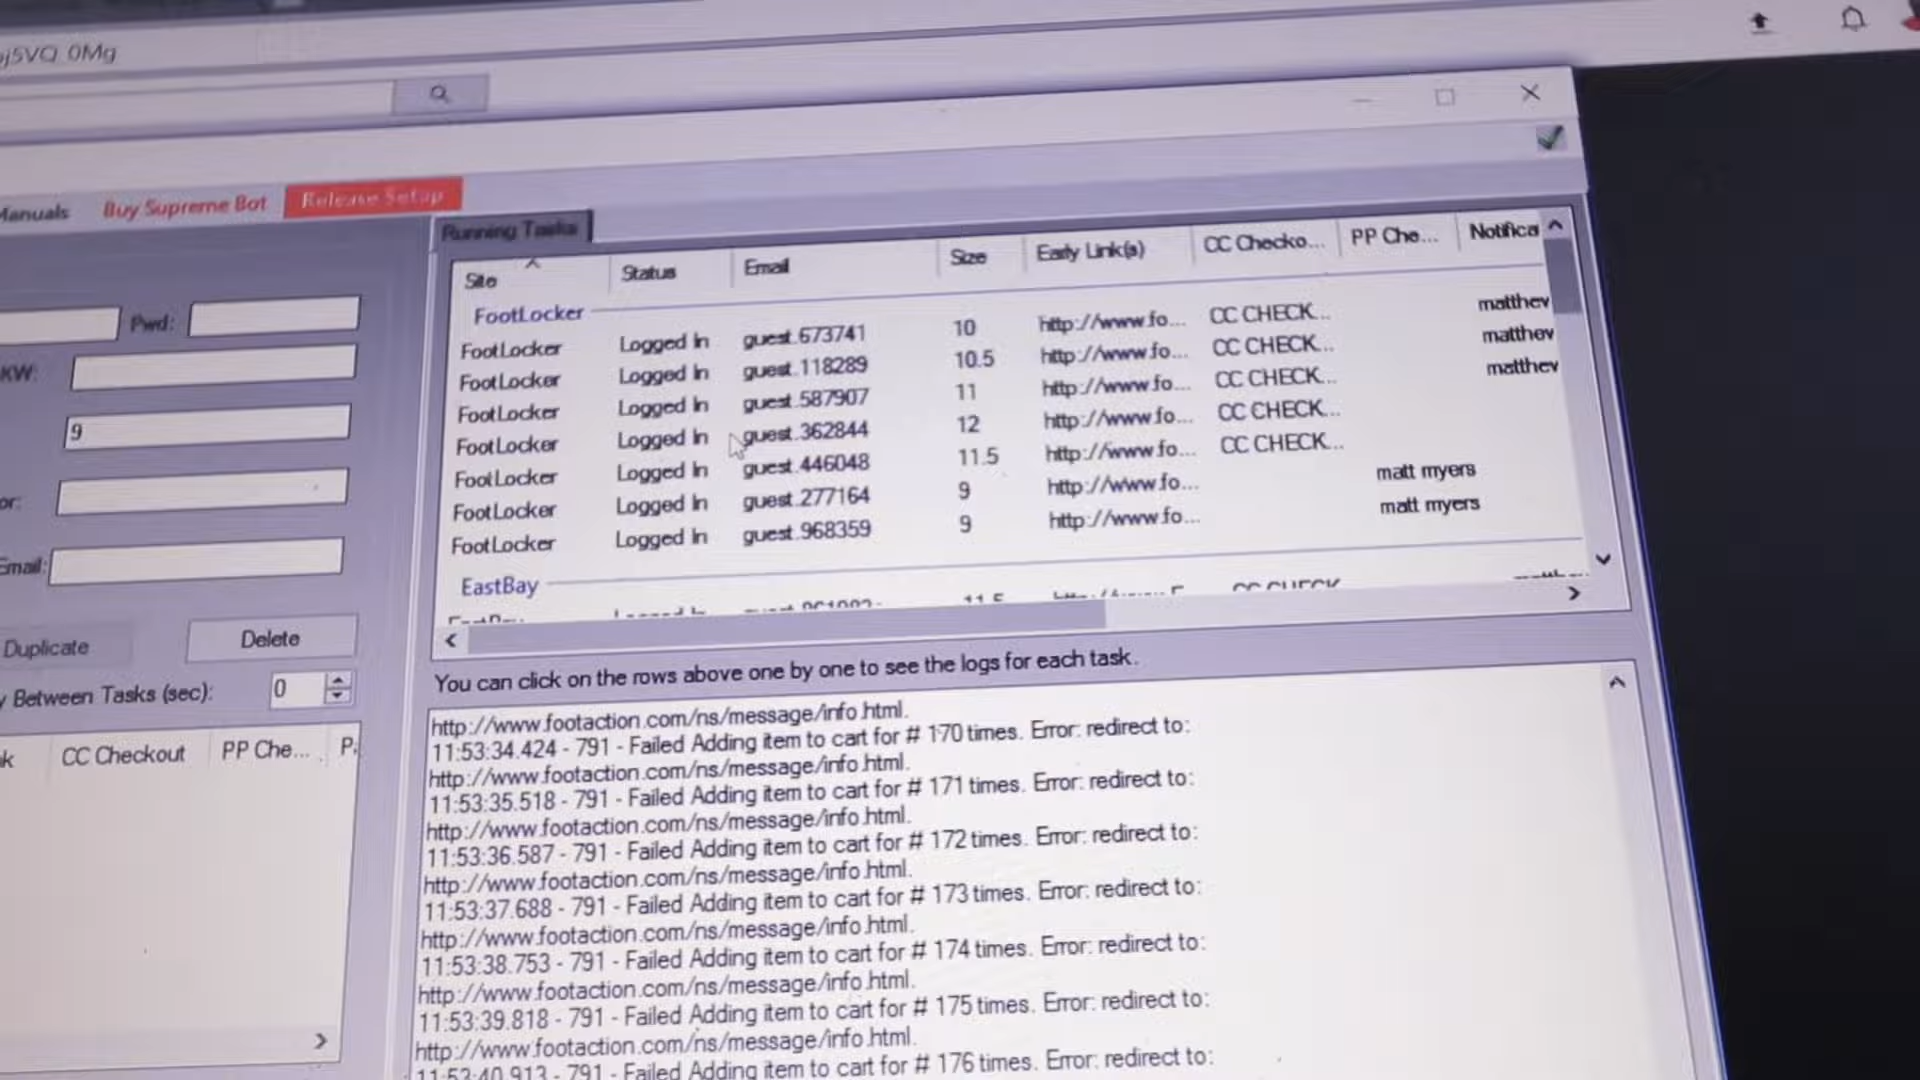 j5VQ_0Mg
Manuals Buy Supreme Bot Release Setup
Running Tasks
Site Status Email Size Early Link(s) CC Checko... PP Che... Notifica
FootLocker
FootLocker Logged In guest.673741 10 http://www.fo... CC CHECK... matthev
FootLocker Logged In guest.118289 10.5 http://www.fo... CC CHECK... matthev
FootLocker Logged In guest.587907 11 http://www.fo... CC CHECK... matthev
FootLocker Logged In guest.362844 12 http://www.fo... CC CHECK...
FootLocker Logged In guest.446048 11.5 http://www.fo... CC CHECK...
FootLocker Logged In guest.277164 9 http://www.fo... matt myers
FootLocker Logged In guest.968359 9 http://www.fo... matt myers
EastBay
Pwd:
KW:
9
or:
Email:
Duplicate Delete
y Between Tasks (sec): 0
k CC Checkout PP Che... P.
You can click on the rows above one by one to see the logs for each task.
http://www.footaction.com/ns/message/info.html.
11:53:34.424 - 791 - Failed Adding item to cart for # 170 times. Error: redirect to:
http://www.footaction.com/ns/message/info.html.
11:53:35.518 - 791 - Failed Adding item to cart for # 171 times. Error: redirect to:
http://www.footaction.com/ns/message/info.html.
11:53:36.587 - 791 - Failed Adding item to cart for # 172 times. Error: redirect to:
http://www.footaction.com/ns/message/info.html.
11:53:37.688 - 791 - Failed Adding item to cart for # 173 times. Error: redirect to:
http://www.footaction.com/ns/message/info.html.
11:53:38.753 - 791 - Failed Adding item to cart for # 174 times. Error: redirect to:
http://www.footaction.com/ns/message/info.html.
11:53:39.818 - 791 - Failed Adding item to cart for # 175 times. Error: redirect to:
http://www.footaction.com/ns/message/info.html.
11:53:40.913 - 791 - Failed Adding item to cart for # 176 times. Error: redirect to: